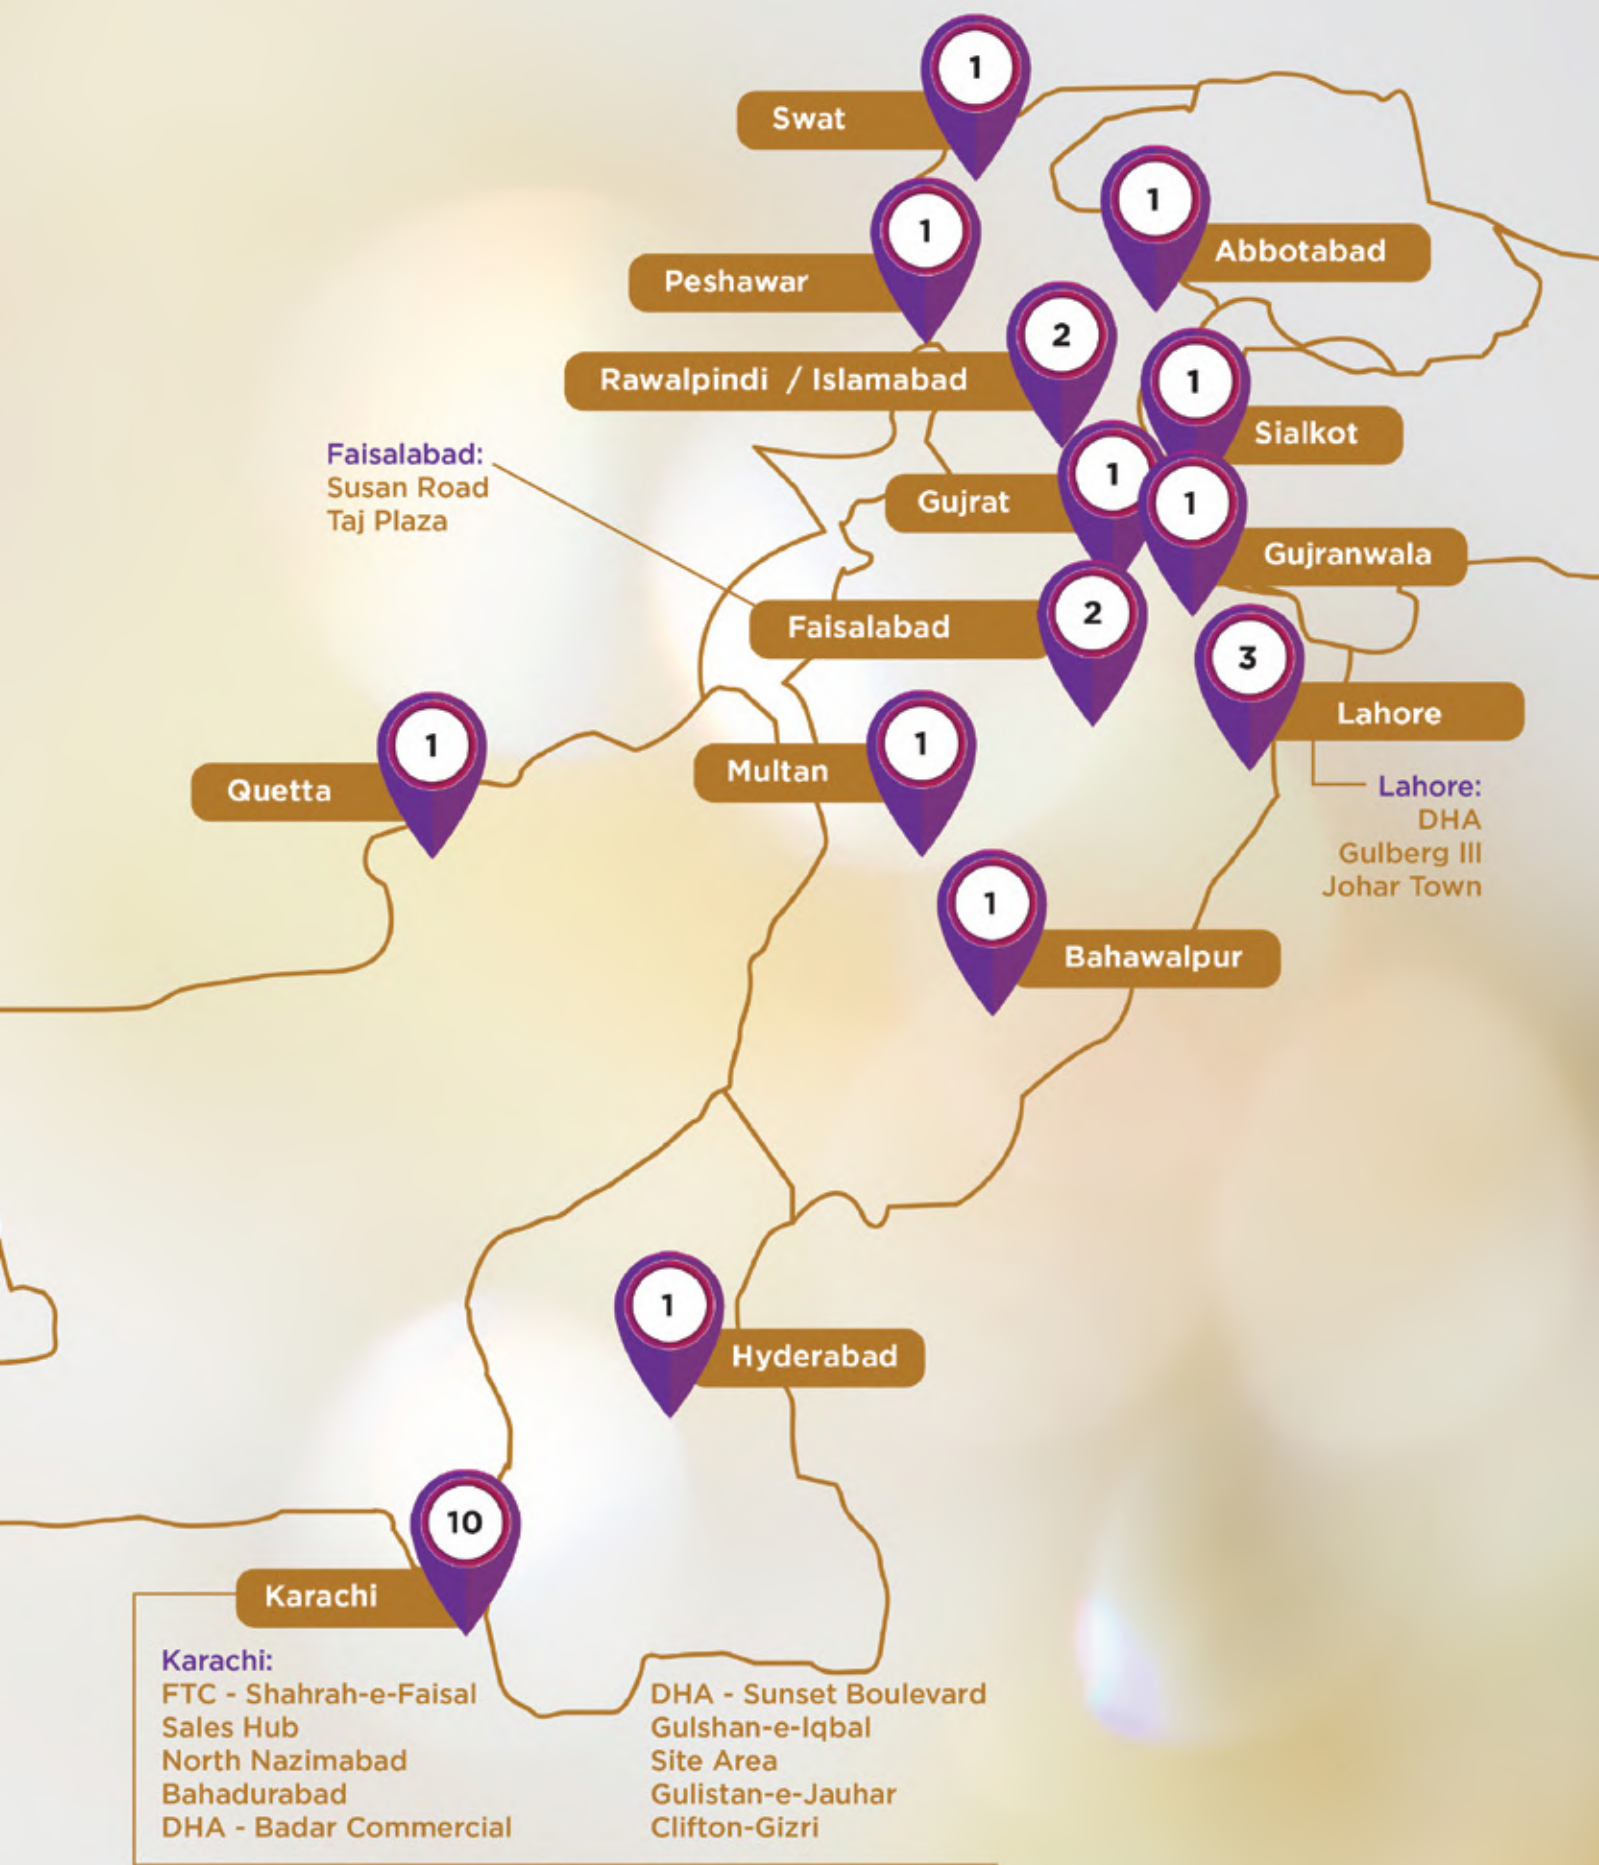 1
Swat
1
Abbotabad
1
Peshawar
2
Rawalpindi / Islamabad
1
Sialkot
Faisalabad:
Susan Road
Taj Plaza
1
Gujrat
1
Gujranwala
2
Faisalabad
3
Lahore
1
Quetta
1
Multan
Lahore:
DHA
Gulberg III
Johar Town
1
Bahawalpur
1
Hyderabad
10
Karachi
Karachi:
FTC - Shahrah-e-Faisal
Sales Hub
North Nazimabad
Bahadurabad
DHA - Badar Commercial
DHA - Sunset Boulevard
Gulshan-e-Iqbal
Site Area
Gulistan-e-Jauhar
Clifton-Gizri